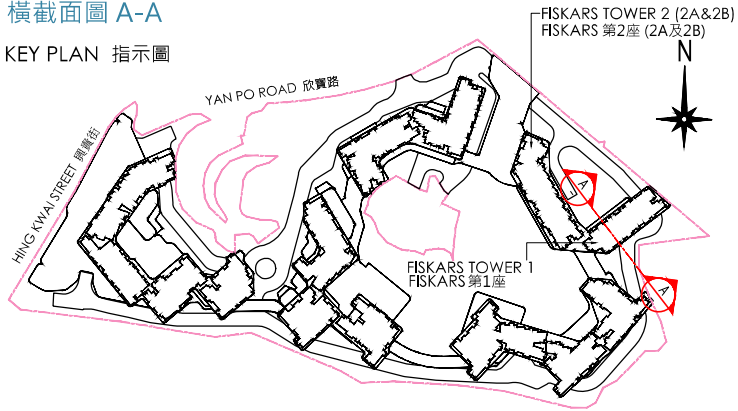 橫截面圖 A-A
KEY PLAN 指示圖
FISKARS TOWER 2 (2A&2B)
FISKARS 第2座 (2A及2B)
N
YAN PO ROAD 欣寶路
HING KWAI STREET 興貴街
A
FISKARS TOWER 1
FISKARS 第1座
A